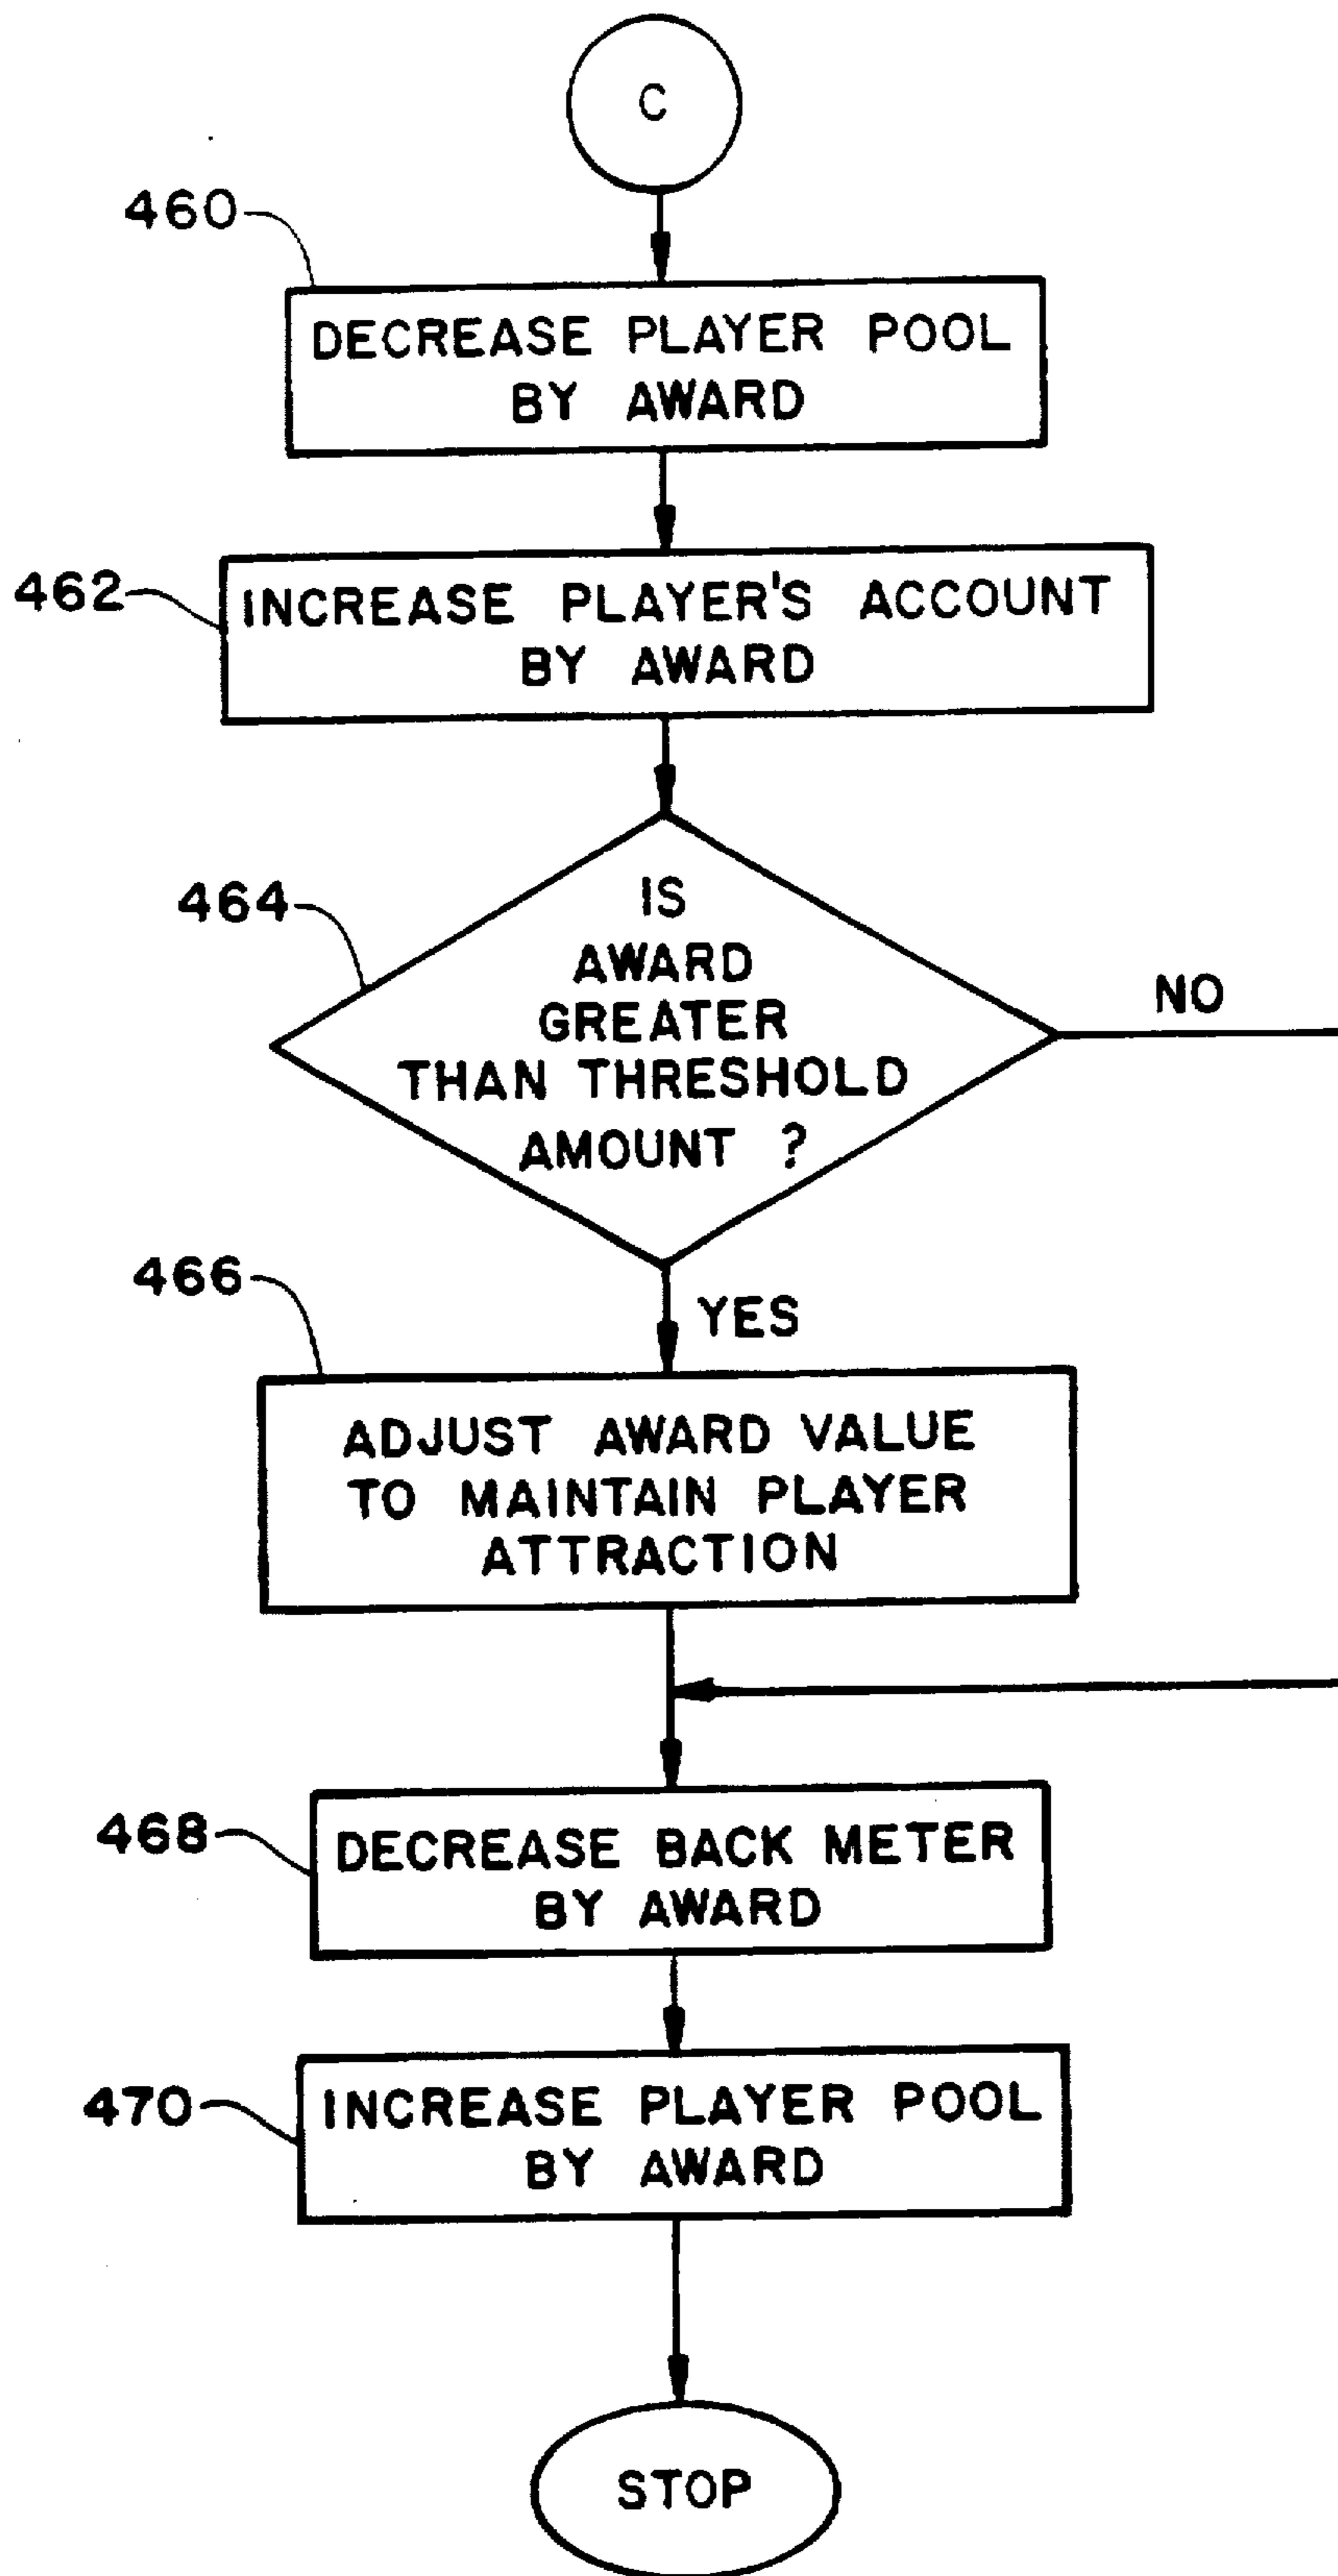 C
460
DECREASE PLAYER POOL
BY AWARD
462
INCREASE PLAYER'S ACCOUNT
BY AWARD
464
IS
AWARD
GREATER
THAN THRESHOLD
AMOUNT ?
NO
466
YES
ADJUST AWARD VALUE
TO MAINTAIN PLAYER
ATTRACTION
468
DECREASE BACK METER
BY AWARD
470
INCREASE PLAYER POOL
BY AWARD
STOP